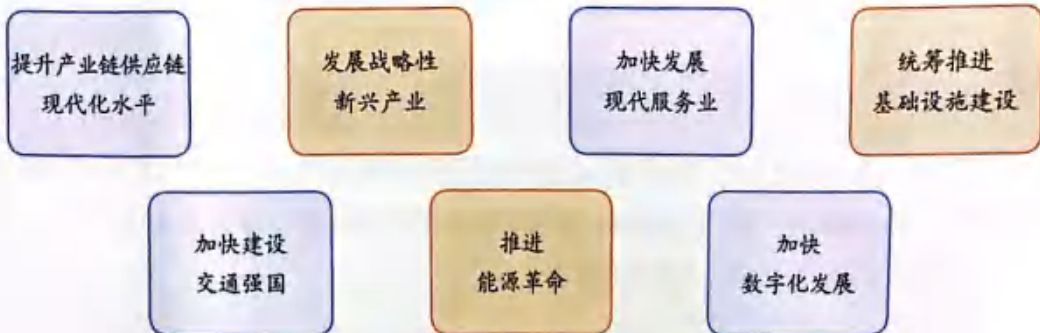 提升产业链供应链
现代化水平
发展战略性
新兴产业
加快发展
现代服务业
统筹推进
基础设施建设
加快建设
交通强国
推进
能源革命
加快
数字化发展